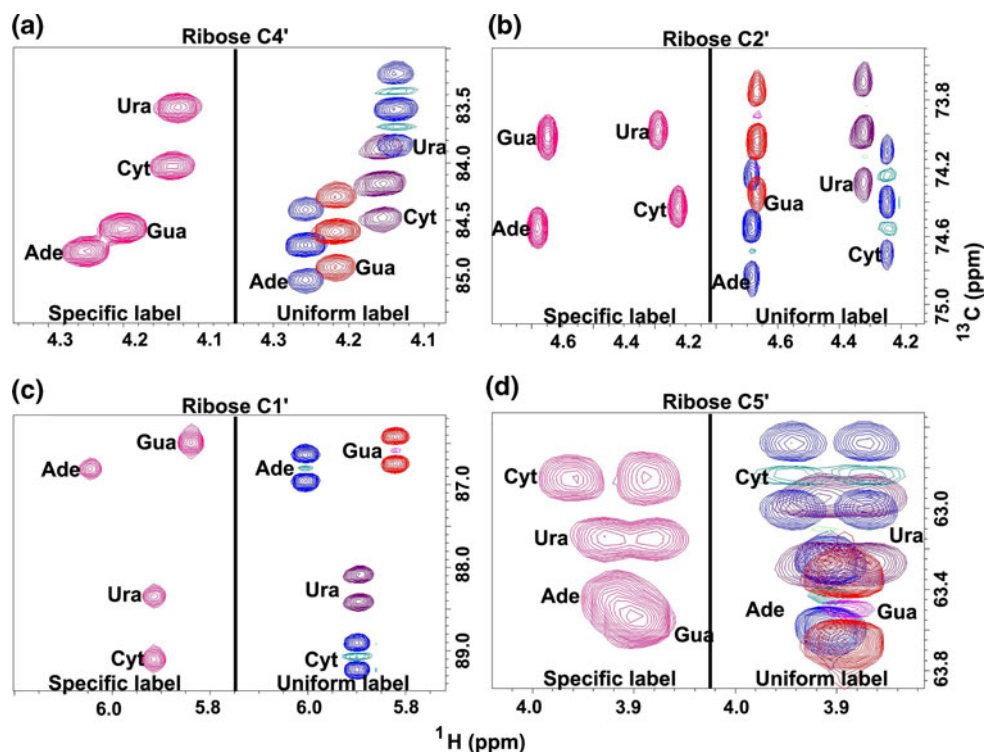 (a) Ribose C4' (b) Ribose C2'
Ura
Cyt
Ade
Gua
Ura
Cyt
Ade
Gua
Specific label
Uniform label
83.5
84.0
84.5
85.0
4.3 4.2 4.1 4.3 4.2 4.1
Gua
Ura
Ade
Cyt
Ura
Gua
Ade
Cyt
Specific label
Uniform label
73.8
74.2
74.6
75.0
13C (ppm)
4.6 4.4 4.2 4.6 4.4 4.2
(c) Ribose C1'
Gua
Ade
Ura
Cyt
Ade
Gua
Ura
Cyt
Specific label
Uniform label
87.0
88.0
89.0
6.0 5.8 6.0 5.8
(d) Ribose C5'
Cyt
Ura
Ade
Gua
Cyt
Ura
Ade
Gua
Specific label
Uniform label
63.0
63.4
63.8
4.0 3.9 4.0 3.9
1H (ppm)